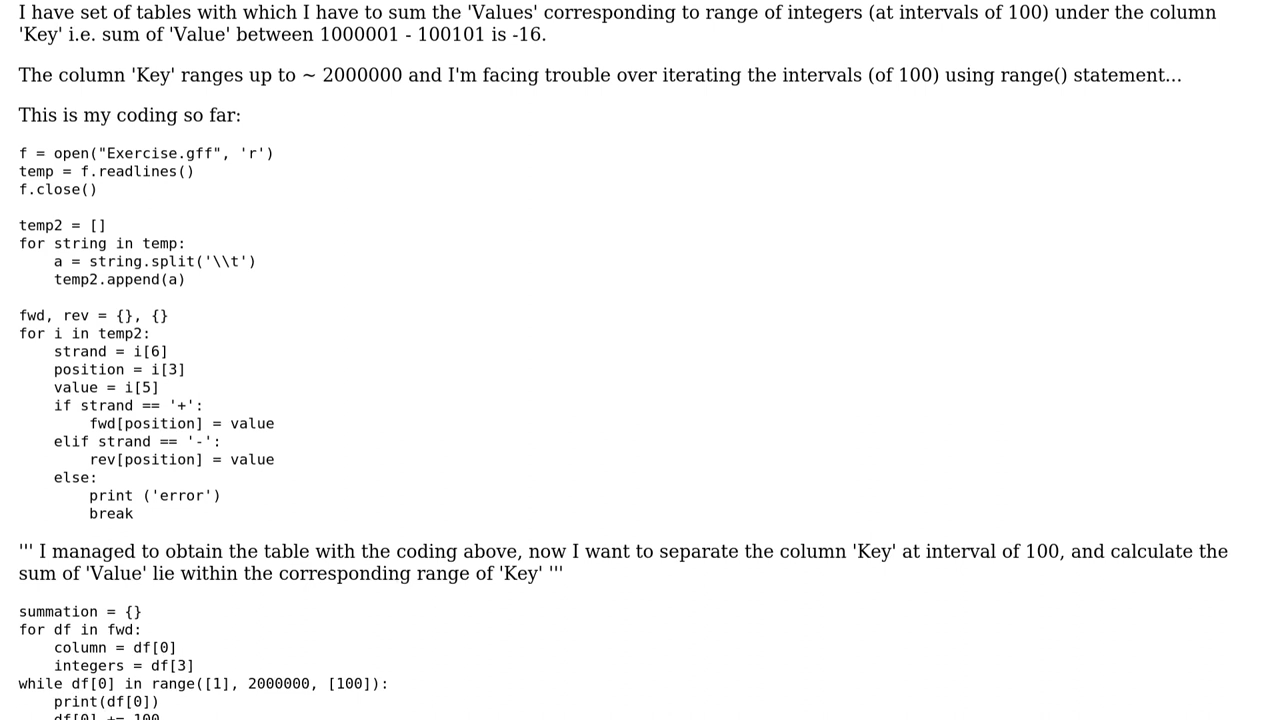 I have set of tables with which I have to sum the 'Values' corresponding to range of integers (at intervals of 100) under the column
'Key' i.e. sum of 'Value' between 1000001 - 100101 is -16.
The column 'Key' ranges up to ~ 2000000 and I'm facing trouble over iterating the intervals (of 100) using range() statement...
This is my coding so far:
f = open("Exercise.gff", 'r')
temp = f.readlines()
f.close()
temp2 = []
for string in temp:
    a = string.split('\\t')
    temp2.append(a)
fwd, rev = {}, {}
for i in temp2:
    strand = i[6]
    position = i[3]
    value = i[5]
    if strand == '+':
        fwd[position] = value
    elif strand == '-':
        rev[position] = value
    else:
        print ('error')
        break
''' I managed to obtain the table with the coding above, now I want to separate the column 'Key' at interval of 100, and calculate the
sum of 'Value' lie within the corresponding range of 'Key' '''
summation = {}
for df in fwd:
    column = df[0]
    integers = df[3]
while df[0] in range([1], 2000000, [100]):
    print(df[0])
    df[0] += 100